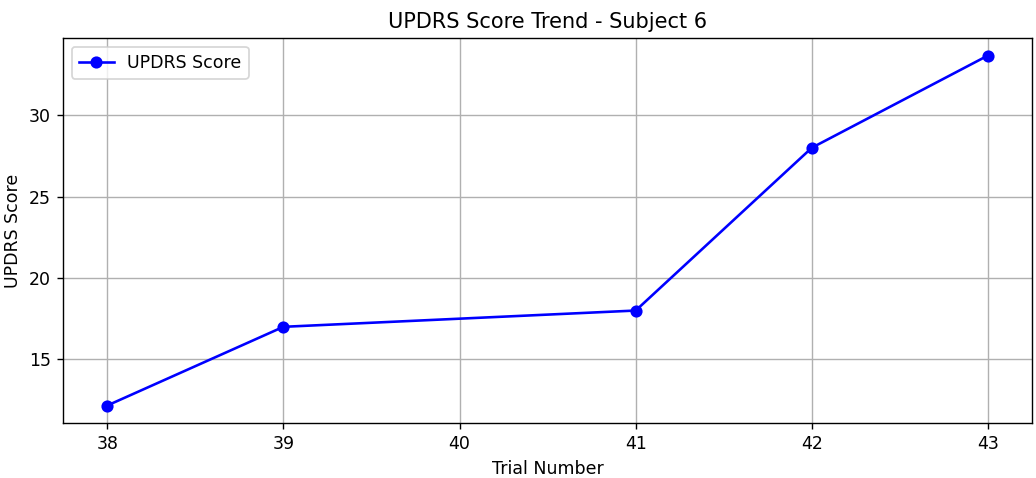 UPDRS Score Trend - Subject 6
UPDRS Score
30
25
20
15
UPDRS Score
38 39 40 41 42 43
Trial Number